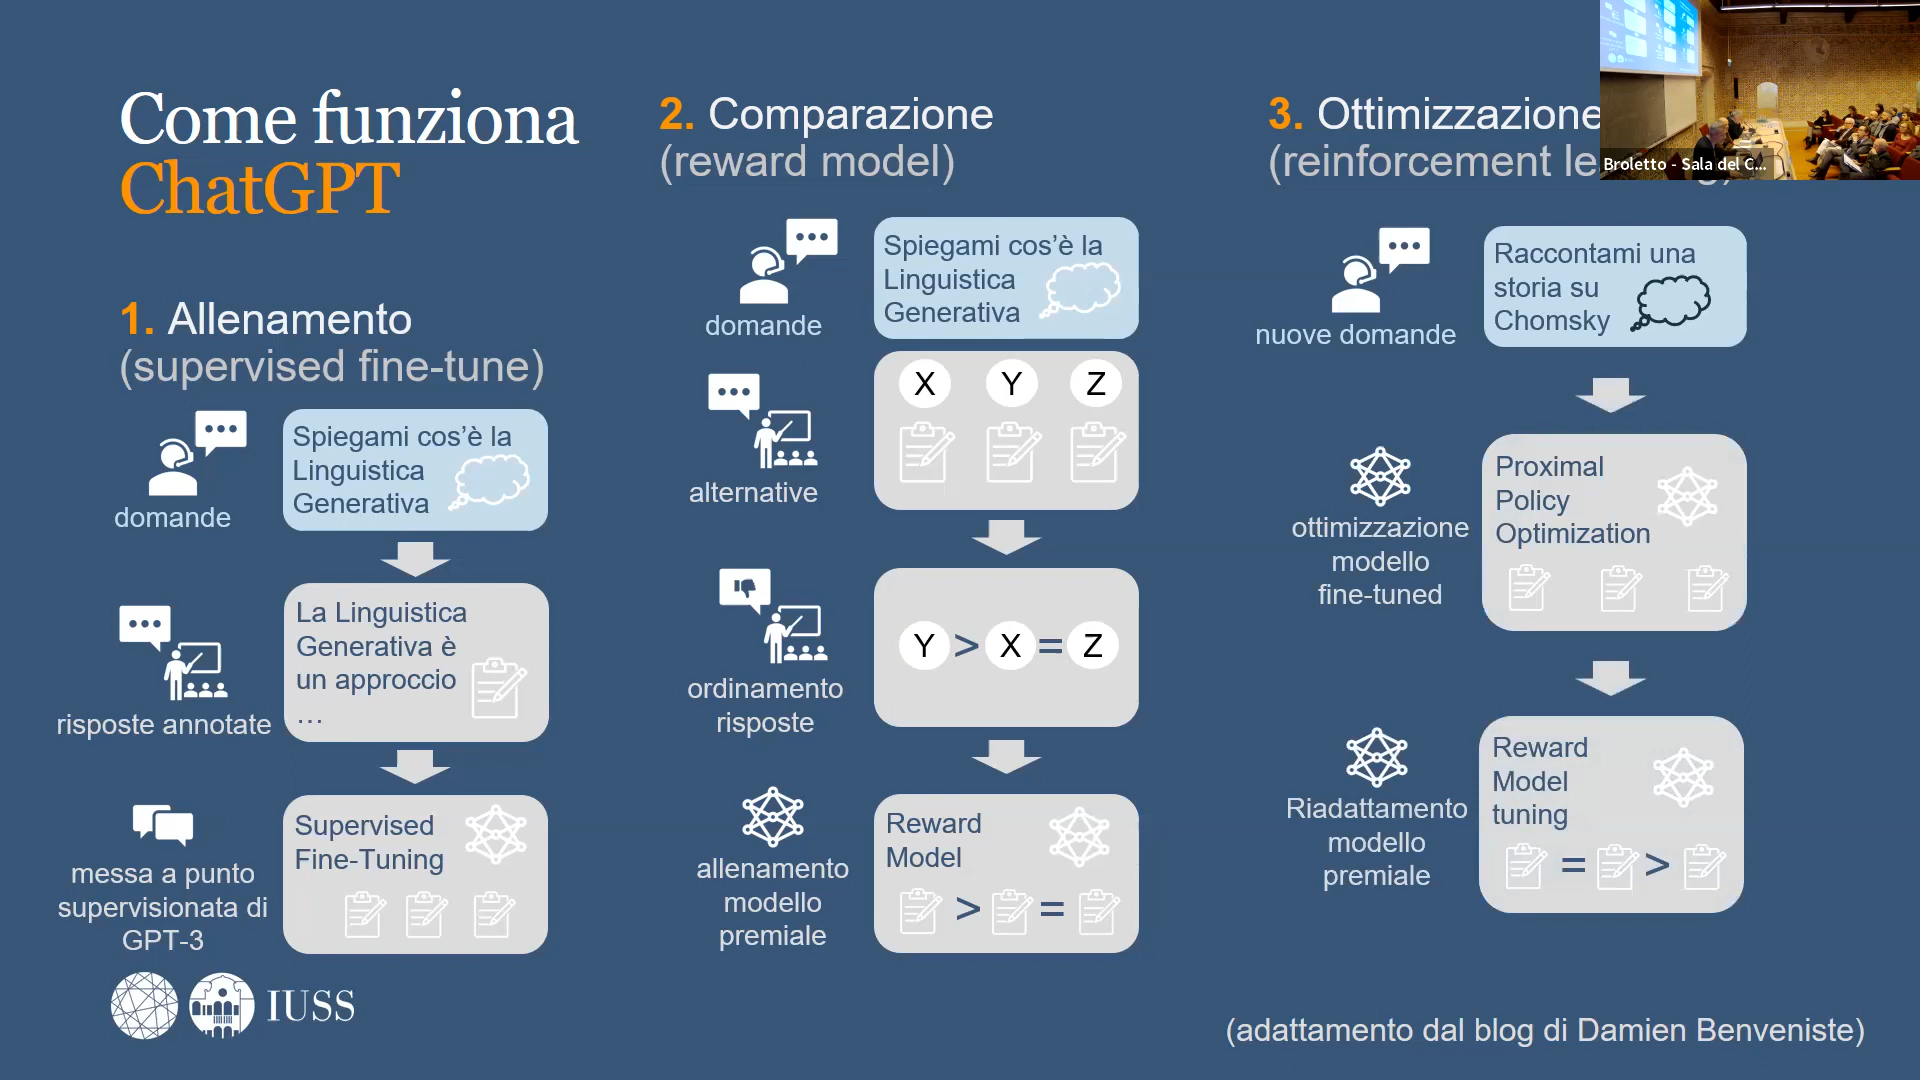 Come funziona
ChatGPT
1. Allenamento
(supervised fine-tune)
domande
Spiegami cos'è la
Linguistica
Generativa
risposte annotate
La Linguistica
Generativa è
un approccio
...
messa a punto
supervisionata di
GPT-3
Supervised
Fine-Tuning
IUSS
2. Comparazione
(reward model)
domande
Spiegami cos'è la
Linguistica
Generativa
alternative
X Y Z
ordinamento
risposte
Y > X = Z
allenamento
modello
premiale
Reward
Model
> =
3. Ottimizzazione
(reinforcement
Broletto - Sala del C...
nuove domande
Raccontami una
storia su
Chomsky
ottimizzazione
modello
fine-tuned
Proximal
Policy
Optimization
Riadattamento
modello
premiale
Reward
Model
tuning
= >
(adattamento dal blog di Damien Benveniste)